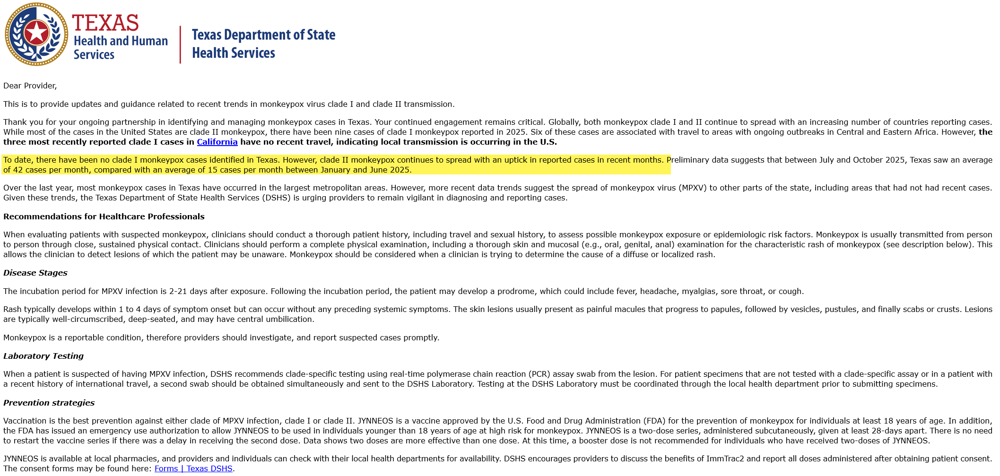 TEXAS
Health and Human
Services
Texas Department of State
Health Services
Dear Provider,
This is to provide updates and guidance related to recent trends in monkeypox virus clade I and clade II transmission.
Thank you for your ongoing partnership in identifying and managing monkeypox cases in Texas. Your continued engagement remains critical. Globally, both monkeypox clade I and II continue to spread with an increasing number of countries reporting cases.
While most of the cases in the United States are clade II monkeypox, there have been nine cases of clade I monkeypox reported in 2025. Six of these cases are associated with travel to areas with ongoing outbreaks in Central and Eastern Africa. However, the
three most recently reported clade I cases in California have no recent travel, indicating local transmission is occurring in the U.S.
To date, there have been no clade I monkeypox cases identified in Texas. However, clade II monkeypox continues to spread with an uptick in reported cases in recent months. Preliminary data suggests that between July and October 2025, Texas saw an average
of 42 cases per month, compared with an average of 15 cases per month between January and June 2025.
Over the last year, most monkeypox cases in Texas have occurred in the largest metropolitan areas. However, more recent data trends suggest the spread of monkeypox virus (MPXV) to other parts of the state, including areas that had not had recent cases.
Given these trends, the Texas Department of State Health Services (DSHS) is urging providers to remain vigilant in diagnosing and reporting cases.
Recommendations for Healthcare Professionals
When evaluating patients with suspected monkeypox, clinicians should conduct a thorough patient history, including travel and sexual history, to assess possible monkeypox exposure or epidemiologic risk factors. Monkeypox is usually transmitted from person
to person through close, sustained physical contact. Clinicians should perform a complete physical examination, including a thorough skin and mucosal (e.g., oral, genital, anal) examination for the characteristic rash of monkeypox (see description below). This
allows the clinician to detect lesions of which the patient may be unaware. Monkeypox should be considered when a clinician is trying to determine the cause of a diffuse or localized rash.
Disease Stages
The incubation period for MPXV infection is 2-21 days after exposure. Following the incubation period, the patient may develop a prodrome, which could include fever, headache, myalgias, sore throat, or cough.
Rash typically develops within 1 to 4 days of symptom onset but can occur without any preceding systemic symptoms. The skin lesions usually present as painful macules that progress to papules, followed by vesicles, pustules, and finally scabs or crusts. Lesions
are typically well-circumscribed, deep-seated, and may have central umbilication.
Monkeypox is a reportable condition, therefore providers should investigate, and report suspected cases promptly.
Laboratory Testing
When a patient is suspected of having MPXV infection, DSHS recommends clade-specific testing using real-time polymerase chain reaction (PCR) assay swab from the lesion. For patient specimens that are not tested with a clade-specific assay or in a patient with
a recent history of international travel, a second swab should be obtained simultaneously and sent to the DSHS Laboratory. Testing at the DSHS Laboratory must be coordinated through the local health department prior to submitting specimens.
Prevention strategies
Vaccination is the best prevention against either clade of MPXV infection, clade I or clade II. JYNNEOS is a vaccine approved by the U.S. Food and Drug Administration (FDA) for the prevention of monkeypox for individuals at least 18 years of age. In addition,
the FDA has issued an emergency use authorization to allow JYNNEOS to be used in individuals younger than 18 years of age at high risk for monkeypox. JYNNEOS is a two-dose series, administered subcutaneously, given at least 28-days apart. There is no need
to restart the vaccine series if there was a delay in receiving the second dose. Data shows two doses are more effective than one dose. At this time, a booster dose is not recommended for individuals who have received two-doses of JYNNEOS.
JYNNEOS is available at local pharmacies, and providers and individuals can check with their local health departments for availability. DSHS encourages providers to discuss the benefits of ImmTrac2 and report all doses administered after obtaining patient consent.
The consent forms may be found here: Forms | Texas DSHS.